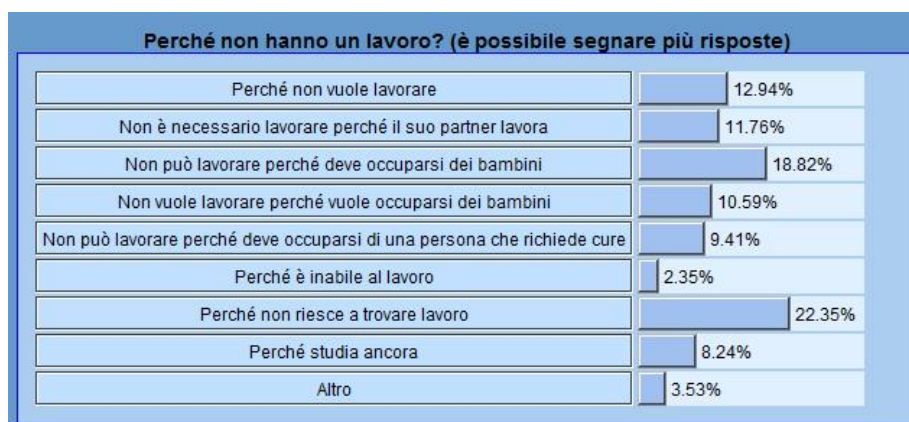 Perché non hanno un lavoro? (è possibile segnare più risposte)
Perché non vuole lavorare 12.94%
Non è necessario lavorare perché il suo partner lavora 11.76%
Non può lavorare perché deve occuparsi dei bambini 18.82%
Non vuole lavorare perché vuole occuparsi dei bambini 10.59%
Non può lavorare perché deve occuparsi di una persona che richiede cure 9.41%
Perché è inabile al lavoro 2.35%
Perché non riesce a trovare lavoro 22.35%
Perché studia ancora 8.24%
Altro 3.53%